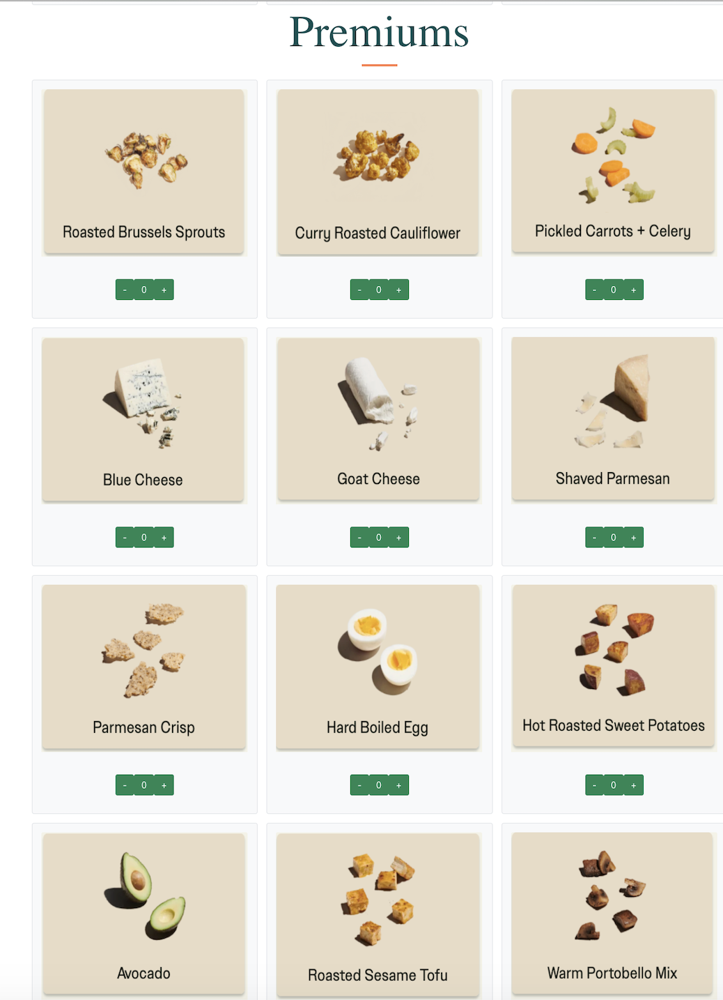 Premiums
Roasted Brussels Sprouts
Curry Roasted Cauliflower
Pickled Carrots + Celery
- 0 +
- 0 +
- 0 +
Blue Cheese
Goat Cheese
Shaved Parmesan
- 0 +
- 0 +
- 0 +
Parmesan Crisp
Hard Boiled Egg
Hot Roasted Sweet Potatoes
- 0 +
- 0 +
- 0 +
Avocado
Roasted Sesame Tofu
Warm Portobello Mix